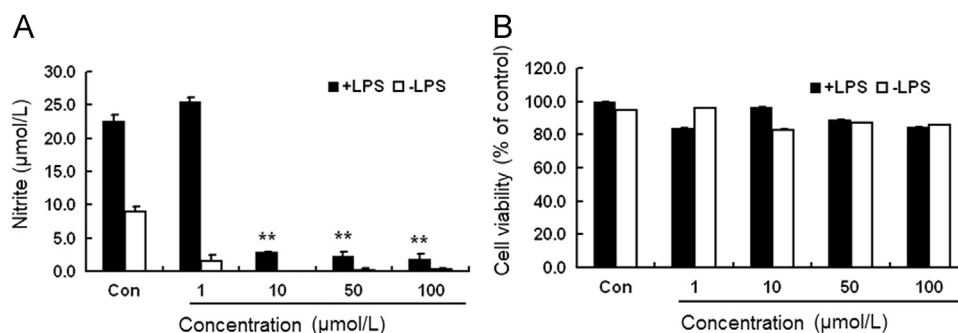 A
Nitrite (µmol/L)
30.0
25.0
20.0
15.0
10.0
5.0
0.0
+LPS -LPS
** ** **
Con 1 10 50 100
Concentration (µmol/L)
B
Cell viability (% of control)
120.0
100.0
80.0
60.0
40.0
20.0
0.0
+LPS -LPS
Con 1 10 50 100
Concentration (µmol/L)